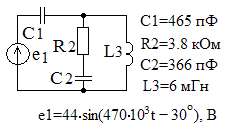 C1
R2
C2
L3
e1
C1=465 пФ
R2=3.8 кОм
C2=366 пФ
L3=6 мГн
e1=44·sin(470·10³t − 30°), В